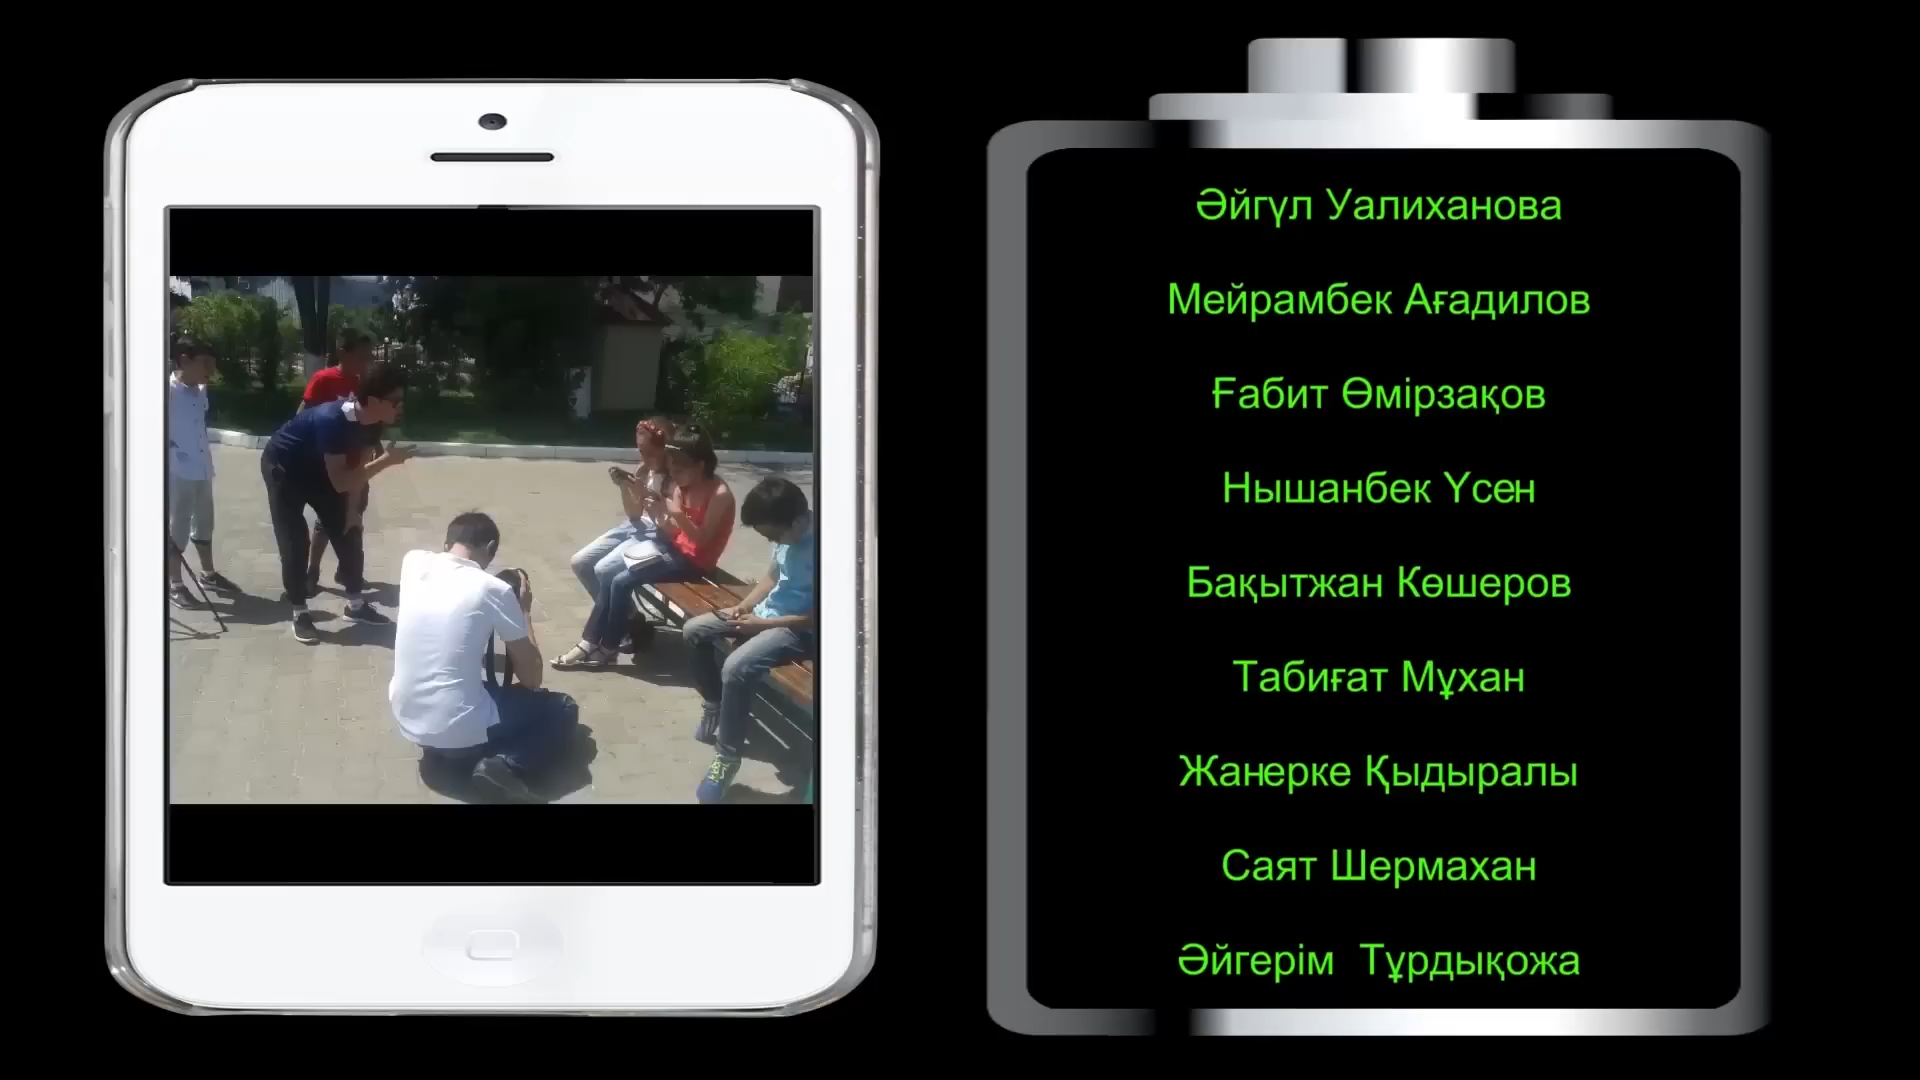 Әйгүл Уалиханова
Мейрамбек Ағадилов
Ғабит Өмірзақов
Нышанбек Үсен
Бақытжан Көшеров
Табиғат Мұхан
Жанерке Қыдыралы
Саят Шермахан
Әйгерім Тұрдықожа